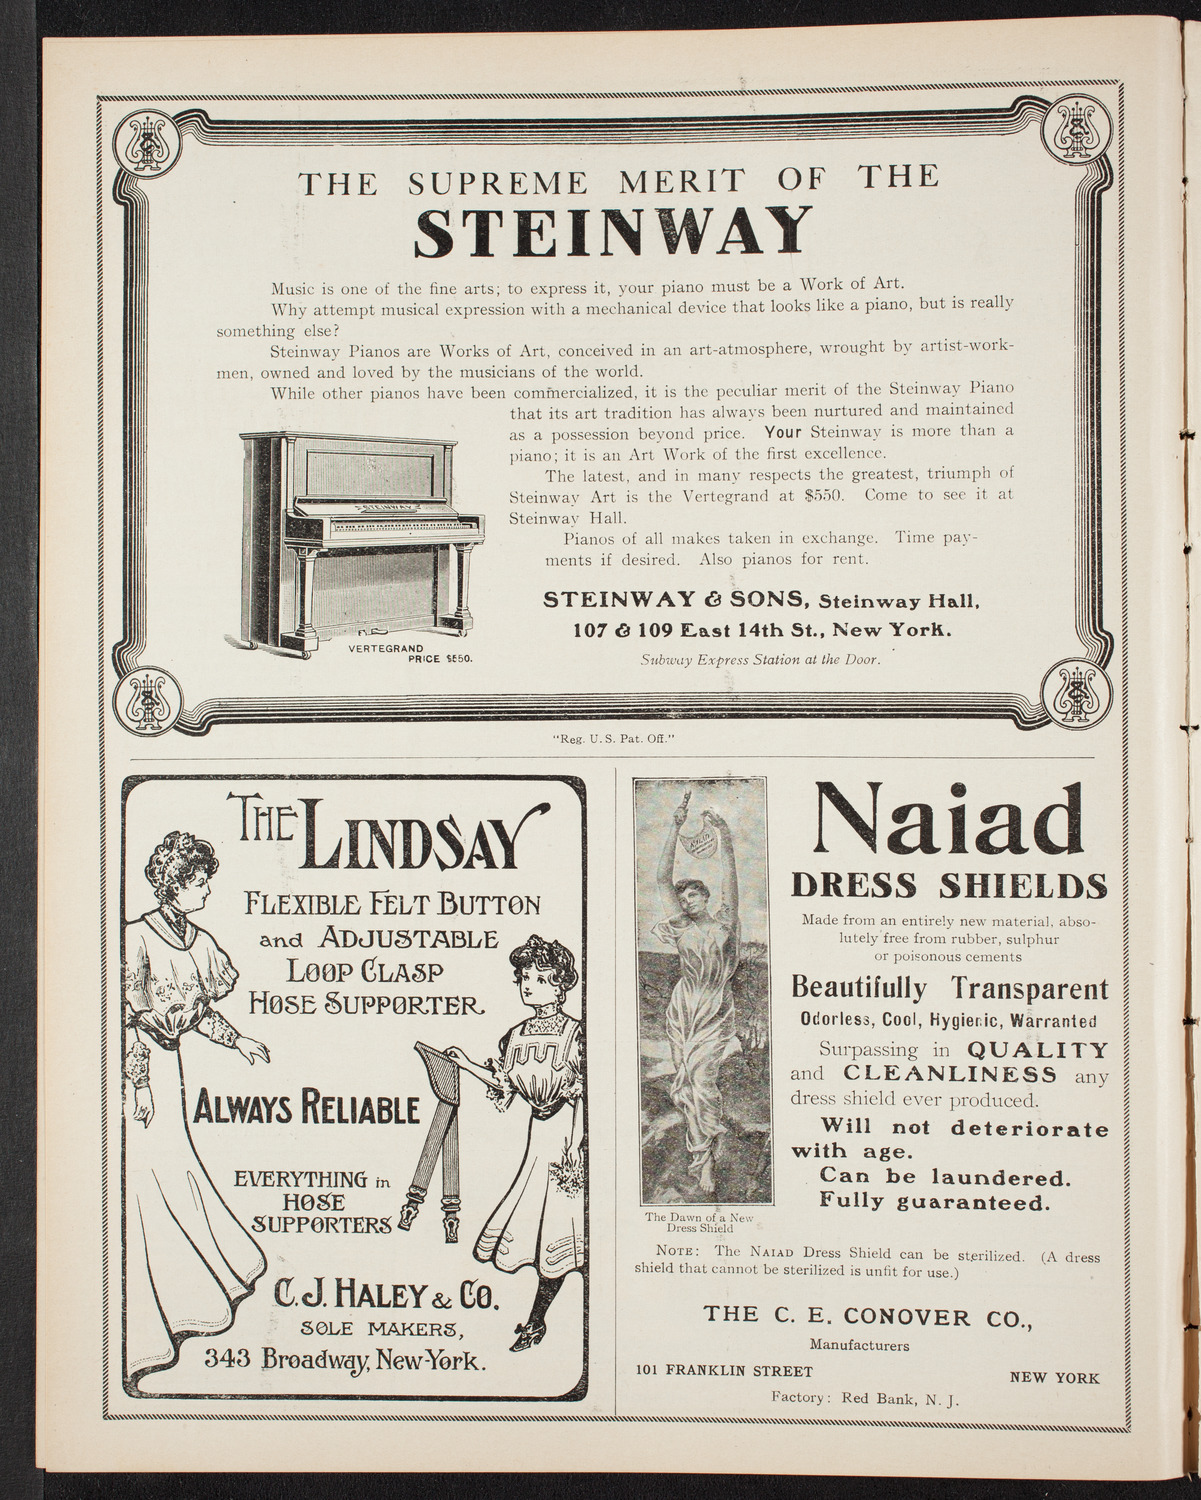 THE SUPREME MERIT OF THE
STEINWAY
Music is one of the fine arts; to express it, your piano must be a Work of Art.
Why attempt musical expression with a mechanical device that looks like a piano, but is really
something else?
Steinway Pianos are Works of Art, conceived in an art-atmosphere, wrought by artist-work-
men, owned and loved by the musicians of the world.
While other pianos have been commercialized, it is the peculiar merit of the Steinway Piano
that its art tradition has always been nurtured and maintained
as a possession beyond price. Your Steinway is more than a
piano; it is an Art Work of the first excellence.
The latest, and in many respects the greatest, triumph of
Steinway Art is the Vertegrand at $550. Come to see it at
Steinway Hall.
Pianos of all makes taken in exchange. Time pay-
ments if desired. Also pianos for rent.
STEINWAY & SONS, Steinway Hall,
107 & 109 East 14th St., New York.
Subway Express Station at the Door.
STEINWAY
VERTEGRAND
PRICE $550.
"Reg. U. S. Pat. Off."
THE LINDSAY
FLEXIBLE FELT BUTTON
and ADJUSTABLE
LOOP CLASP
HOSE SUPPORTER
ALWAYS RELIABLE
EVERYTHING in
HOSE
SUPPORTERS
C. J. HALEY & CO.
SOLE MAKERS,
343 Broadway, New-York.
NAIAD
The Dawn of a New
Dress Shield
Naiad
DRESS SHIELDS
Made from an entirely new material, abso-
lutely free from rubber, sulphur
or poisonous cements
Beautifully Transparent
Odorless, Cool, Hygienic, Warranted
Surpassing in QUALITY
and CLEANLINESS any
dress shield ever produced.
Will not deteriorate
with age.
Can be laundered.
Fully guaranteed.
NOTE: The NAIAD Dress Shield can be sterilized. (A dress
shield that cannot be sterilized is unfit for use.)
THE C. E. CONOVER CO.,
Manufacturers
101 FRANKLIN STREET NEW YORK
Factory: Red Bank, N. J.